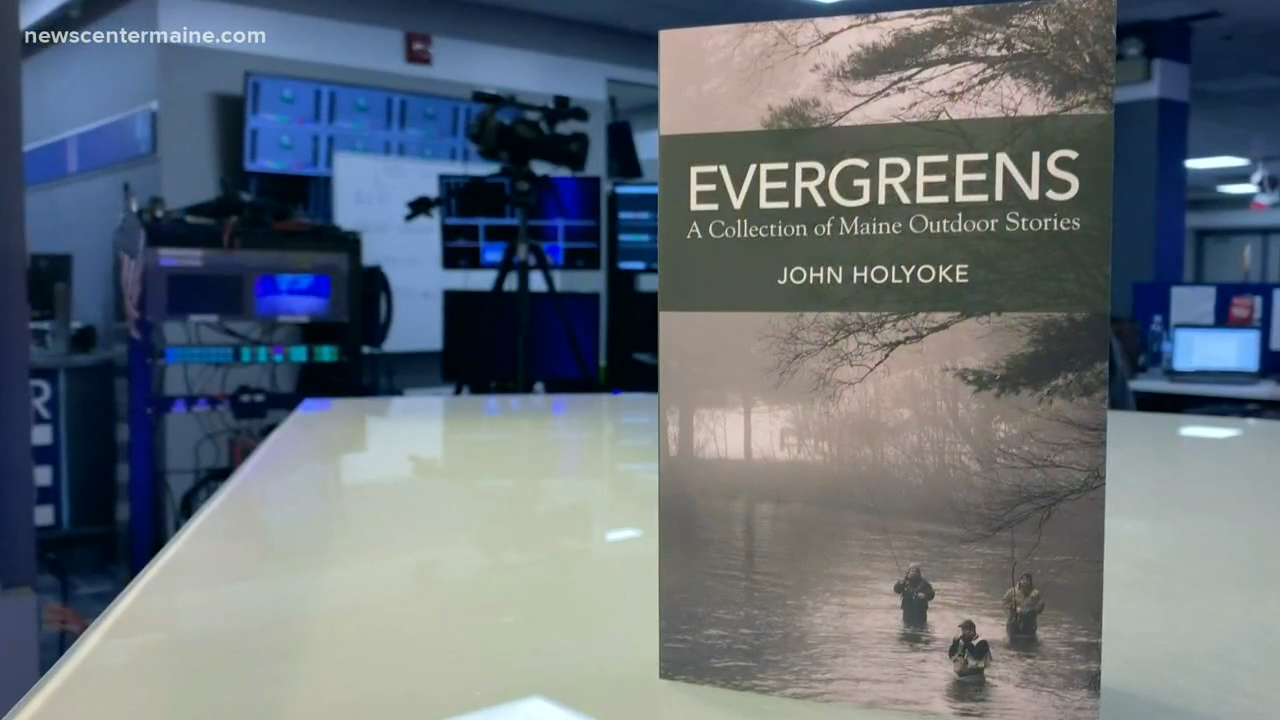 newscentermaine.com
EVERGREENS
A Collection of Maine Outdoor Stories
JOHN HOLYOKE
R